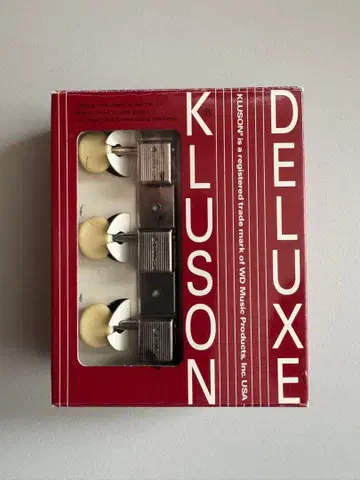 KLUSON
®
- KLUSON® is a registered trade mark of WD Music Products, Inc. USA -
DELUXE